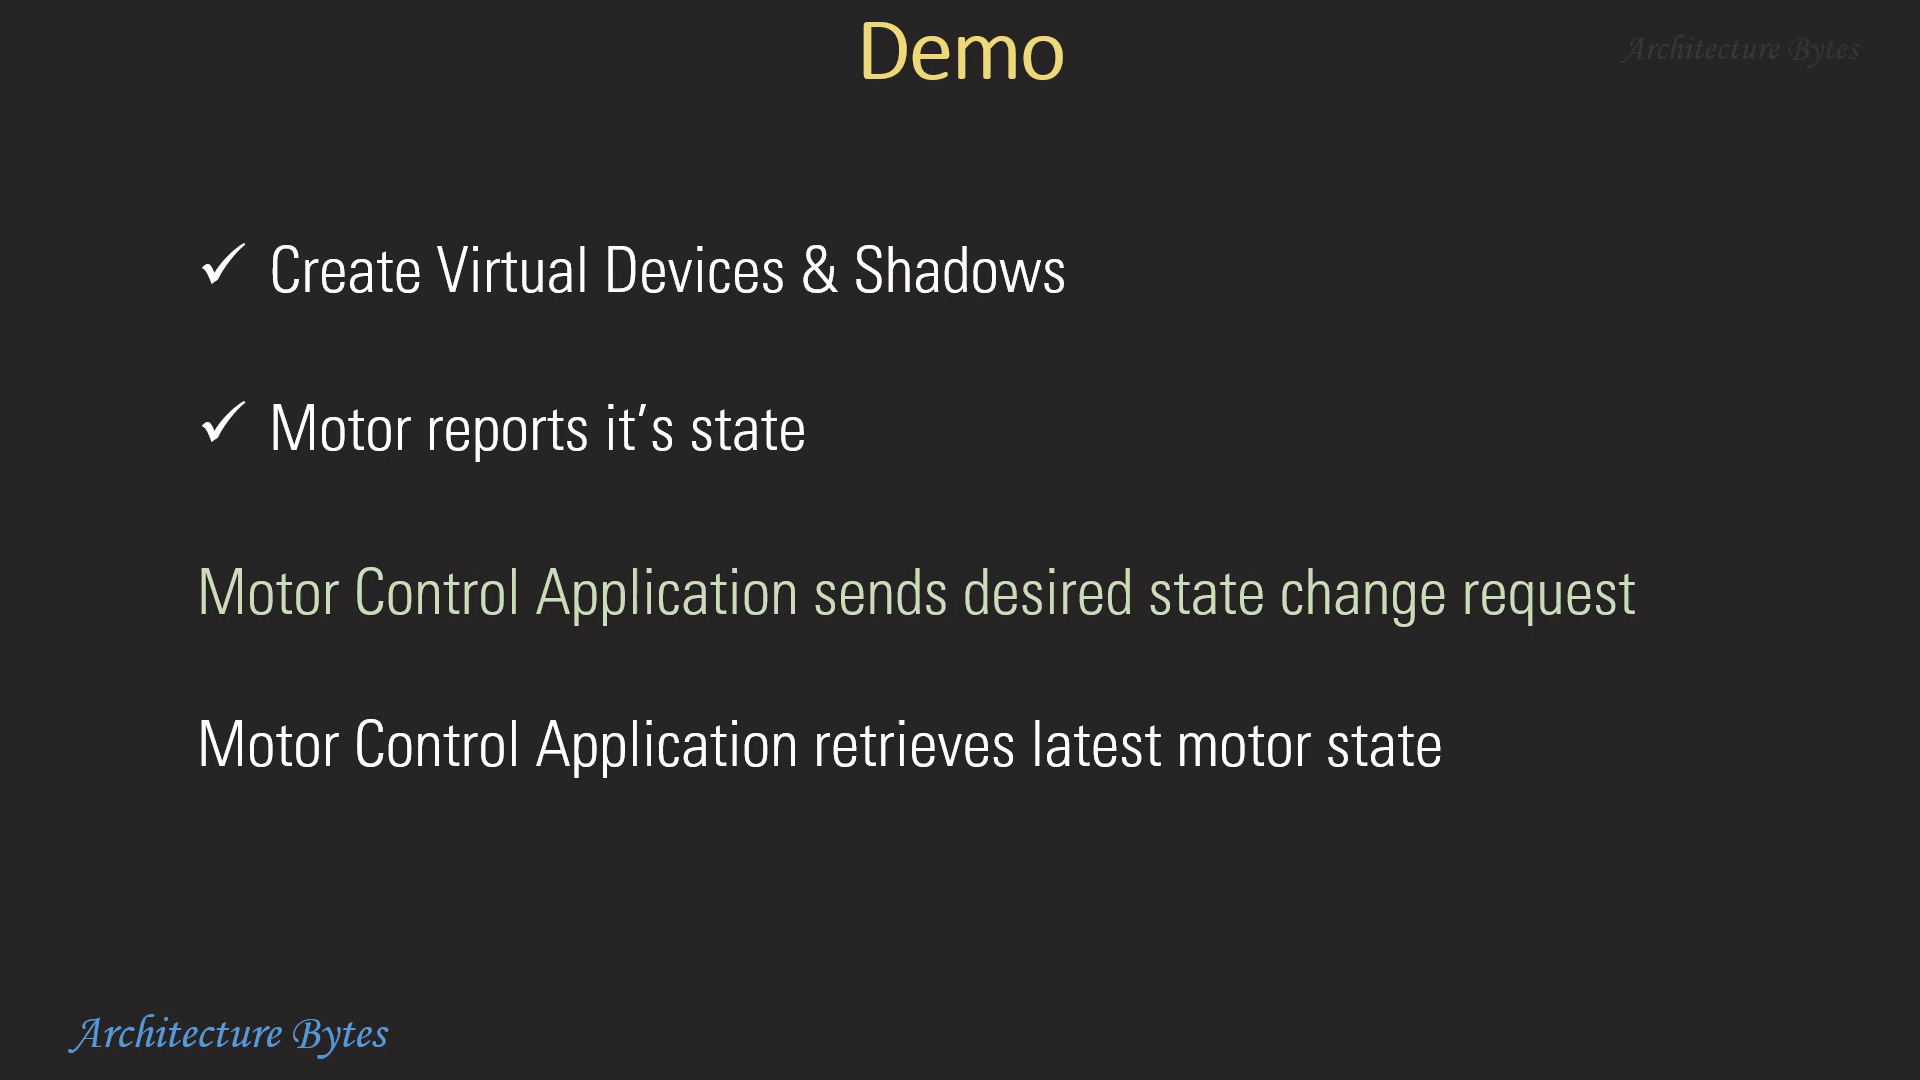 Demo
Architecture Bytes
✓ Create Virtual Devices & Shadows
✓ Motor reports it’s state
Motor Control Application sends desired state change request
Motor Control Application retrieves latest motor state
Architecture Bytes